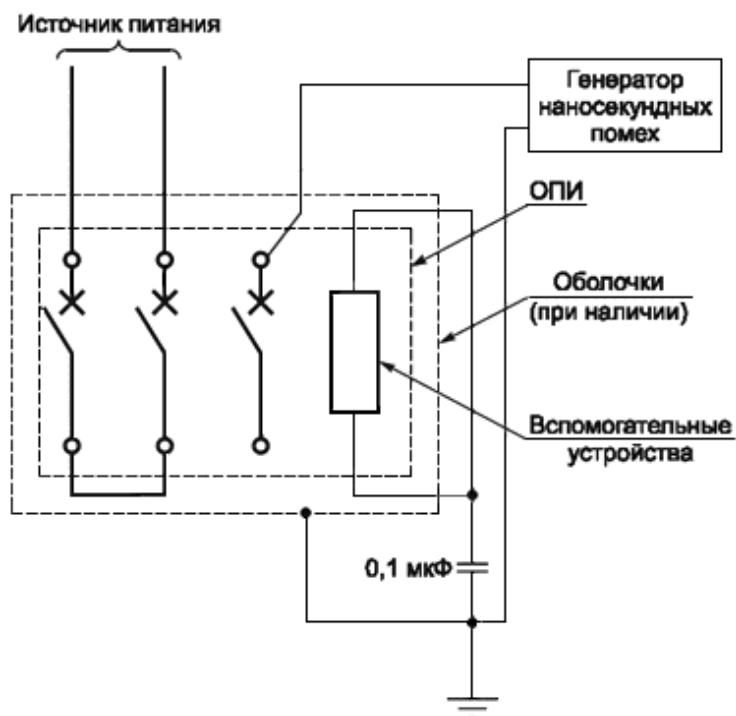 Источник питания
Генератор
наносекундных
помех
ОПИ
Оболочки
(при наличии)
Вспомогательные
устройства
0,1 мкФ